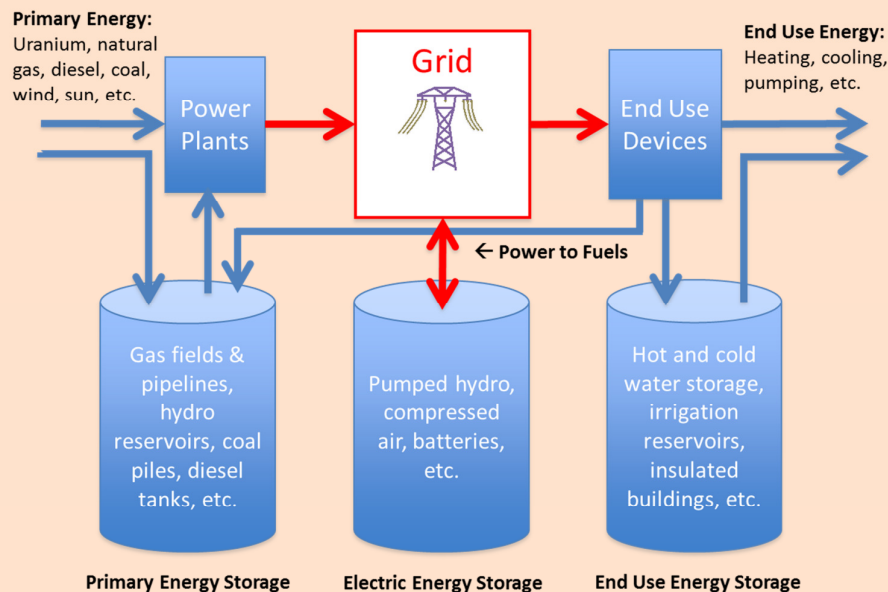 Primary Energy:
Uranium, natural
gas, diesel, coal,
wind, sun, etc.
Power
Plants
Grid
End Use
Devices
End Use Energy:
Heating, cooling,
pumping, etc.
← Power to Fuels
Gas fields &
pipelines,
hydro
reservoirs, coal
piles, diesel
tanks, etc.
Pumped hydro,
compressed
air, batteries,
etc.
Hot and cold
water storage,
irrigation
reservoirs,
insulated
buildings, etc.
Primary Energy Storage
Electric Energy Storage
End Use Energy Storage